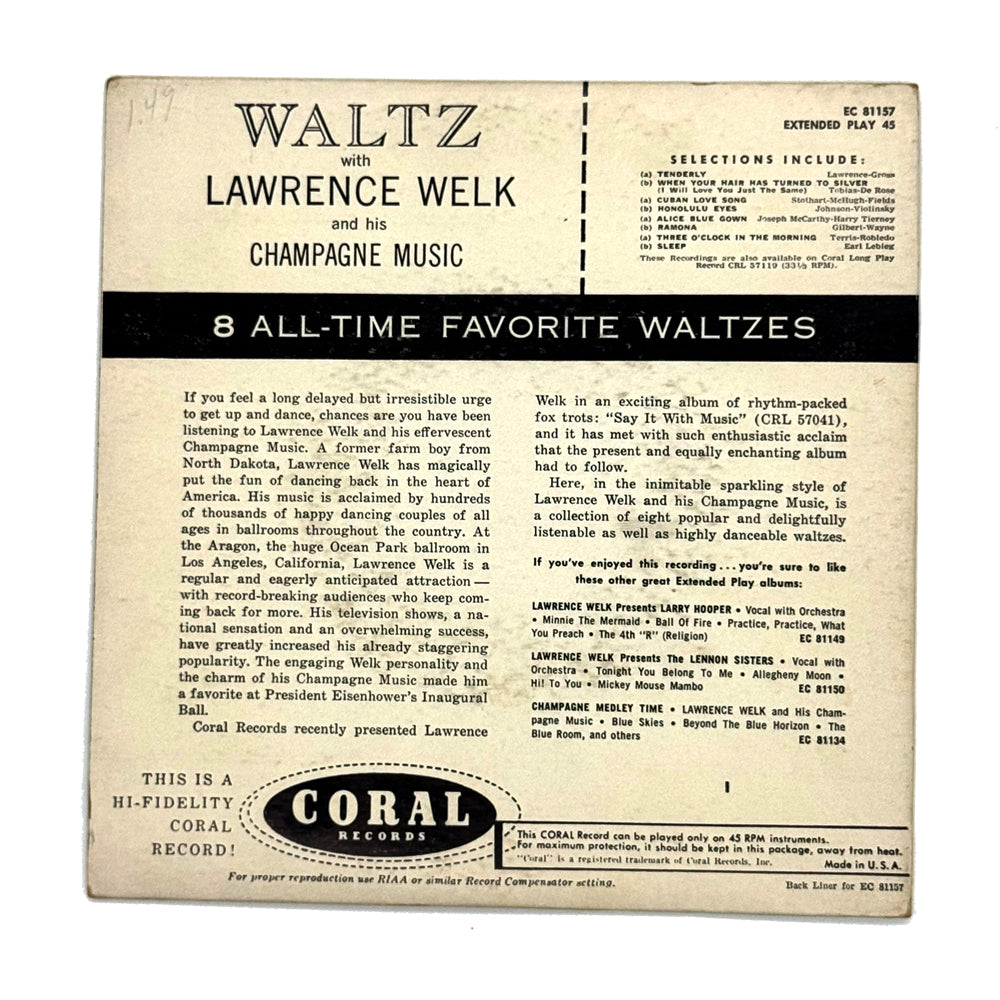 1.49
WALTZ
with
LAWRENCE WELK
and his
CHAMPAGNE MUSIC
EC 81157
EXTENDED PLAY 45
SELECTIONS INCLUDE:
(a) TENDERLY Lawrence-Gross
(b) WHEN YOUR HAIR HAS TURNED TO SILVER
(I Will Love You Just The Same) Tobias-De Rose
(a) CUBAN LOVE SONG Stothart-McHugh-Fields
(b) HONOLULU EYES Johnson-Violinsky
(a) ALICE BLUE GOWN Joseph McCarthy-Harry Tierney
(b) RAMONA Gilbert-Wayne
(a) THREE O'CLOCK IN THE MORNING Terris-Robledo
(b) SLEEP Earl Lebieg
These Recordings are also available on Coral Long Play
Record CRL 57119 (33⅓ RPM).
8 ALL-TIME FAVORITE WALTZES
If you feel a long delayed but irresistible urge
to get up and dance, chances are you have been
listening to Lawrence Welk and his effervescent
Champagne Music. A former farm boy from
North Dakota, Lawrence Welk has magically
put the fun of dancing back in the heart of
America. His music is acclaimed by hundreds
of thousands of happy dancing couples of all
ages in ballrooms throughout the country. At
the Aragon, the huge Ocean Park ballroom in
Los Angeles, California, Lawrence Welk is a
regular and eagerly anticipated attraction —
with record-breaking audiences who keep com-
ing back for more. His television shows, a na-
tional sensation and an overwhelming success,
have greatly increased his already staggering
popularity. The engaging Welk personality and
the charm of his Champagne Music made him
a favorite at President Eisenhower's Inaugural
Ball.
Coral Records recently presented Lawrence
Welk in an exciting album of rhythm-packed
fox trots: "Say It With Music" (CRL 57041),
and it has met with such enthusiastic acclaim
that the present and equally enchanting album
had to follow.
Here, in the inimitable sparkling style of
Lawrence Welk and his Champagne Music, is
a collection of eight popular and delightfully
listenable as well as highly danceable waltzes.
If you've enjoyed this recording . . . you're sure to like
these other great Extended Play albums:
LAWRENCE WELK Presents LARRY HOOPER • Vocal with Orchestra
• Minnie The Mermaid • Ball Of Fire • Practice, Practice, What
You Preach • The 4th "R" (Religion) EC 81149
LAWRENCE WELK Presents The LENNON SISTERS • Vocal with
Orchestra • Tonight You Belong To Me • Allegheny Moon •
Hi! To You • Mickey Mouse Mambo EC 81150
CHAMPAGNE MEDLEY TIME • LAWRENCE WELK and His Cham-
pagne Music • Blue Skies • Beyond The Blue Horizon • The
Blue Room, and others EC 81134
I
THIS IS A
HI-FIDELITY
CORAL
RECORD!
CORAL
RECORDS
This CORAL Record can be played only on 45 RPM instruments.
For maximum protection, it should be kept in this package, away from heat.
"Coral" is a registered trademark of Coral Records, Inc. Made in U.S.A.
For proper reproduction use RIAA or similar Record Compensator setting.
Back Liner for EC 81157